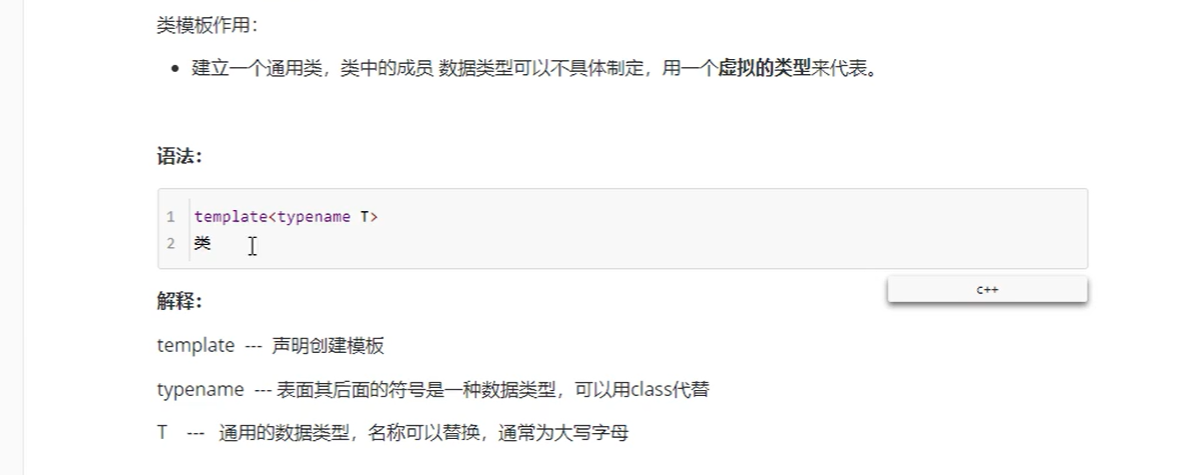 类模板作用：
• 建立一个通用类，类中的成员 数据类型可以不具体制定，用一个虚拟的类型来代表。
语法：
1 template<typename T>
2 类
c++
解释：
template --- 声明创建模板
typename --- 表面其后面的符号是一种数据类型，可以用class代替
T --- 通用的数据类型，名称可以替换，通常为大写字母